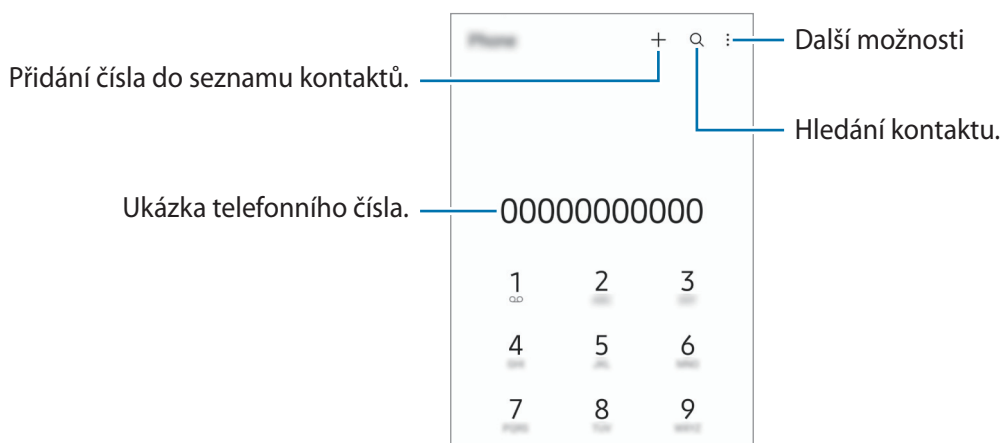 Další možnosti
Přidání čísla do seznamu kontaktů.
Hledání kontaktu.
Ukázka telefonního čísla.
00000000000
1 2 3
4 5 6
7 8 9